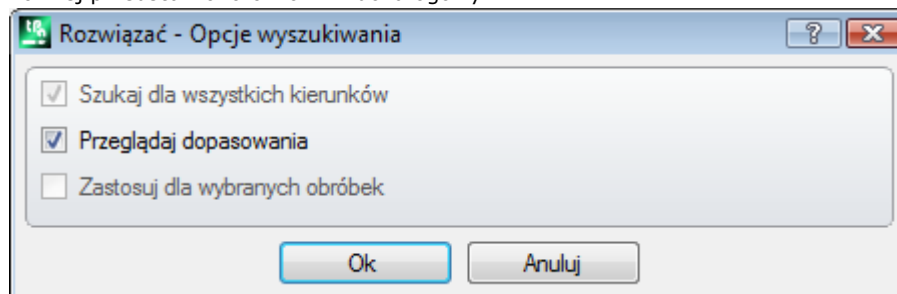 Rozwiązać - Opcje wyszukiwania
Szukaj dla wszystkich kierunków
Przeglądaj dopasowania
Zastosuj dla wybranych obróbek
Ok Anuluj